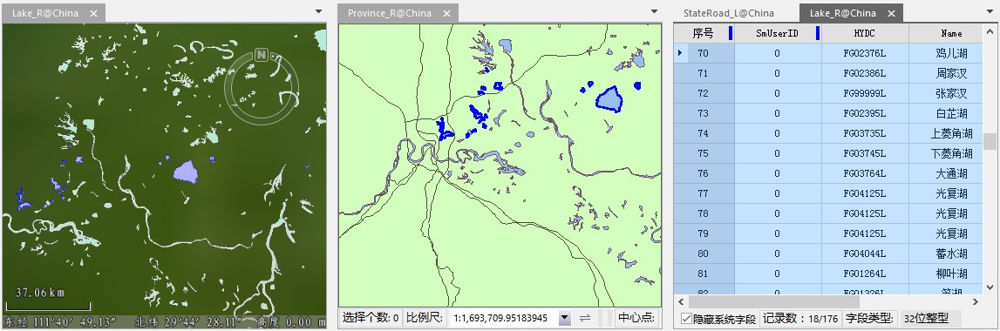 Lake_R@China
N
37.06km
东经 111°40′49.13″ 北纬 29°44′28.11″ 高度 0.00 m
Province_R@China
选择个数: 0 比例尺: 1:1,693,709.95183945 中心点:
StateRoad_L@China Lake_R@China
序号 SmUserID HYDC Name
70 0 FG02376L 鸡儿湖
71 0 FG02386L 周家汊
72 0 FG99999L 张家汊
73 0 FG02395L 白芷湖
74 0 FG03735L 上菱角湖
75 0 FG03745L 下菱角湖
76 0 FG03764L 大通湖
77 0 FG04125L 光复湖
78 0 FG04125L 光复湖
79 0 FG04125L 光复湖
80 0 FG04044L 蓄水湖
81 0 FG01264L 柳叶湖
82 0 FG01326L
隐藏系统字段 记录数: 18/176 字段类型: 32位整型